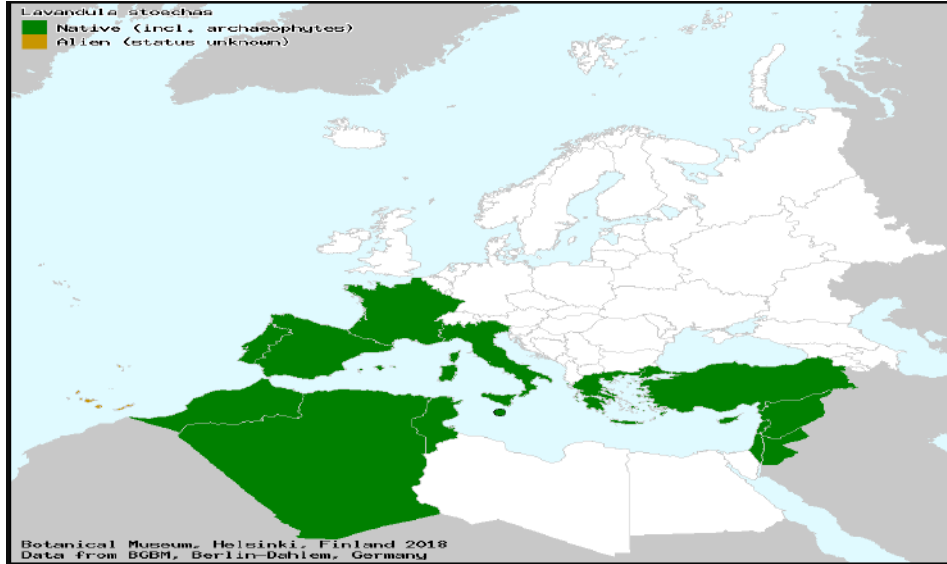 Lavandula stoechas
Native (incl. archaeophytes)
Alien (status unknown)
Botanical Museum, Helsinki, Finland 2018
Data from BGBM, Berlin-Dahlem, Germany